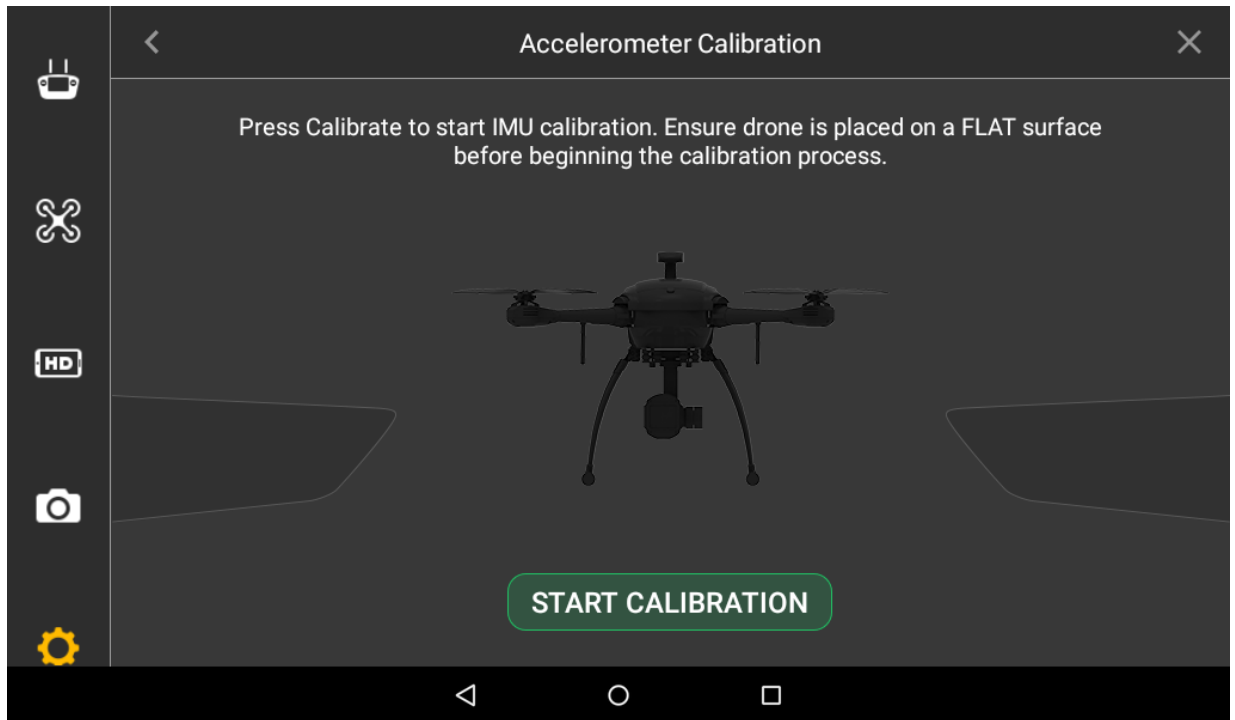 Accelerometer Calibration
Press Calibrate to start IMU calibration. Ensure drone is placed on a FLAT surface
before beginning the calibration process.
HD
START CALIBRATION